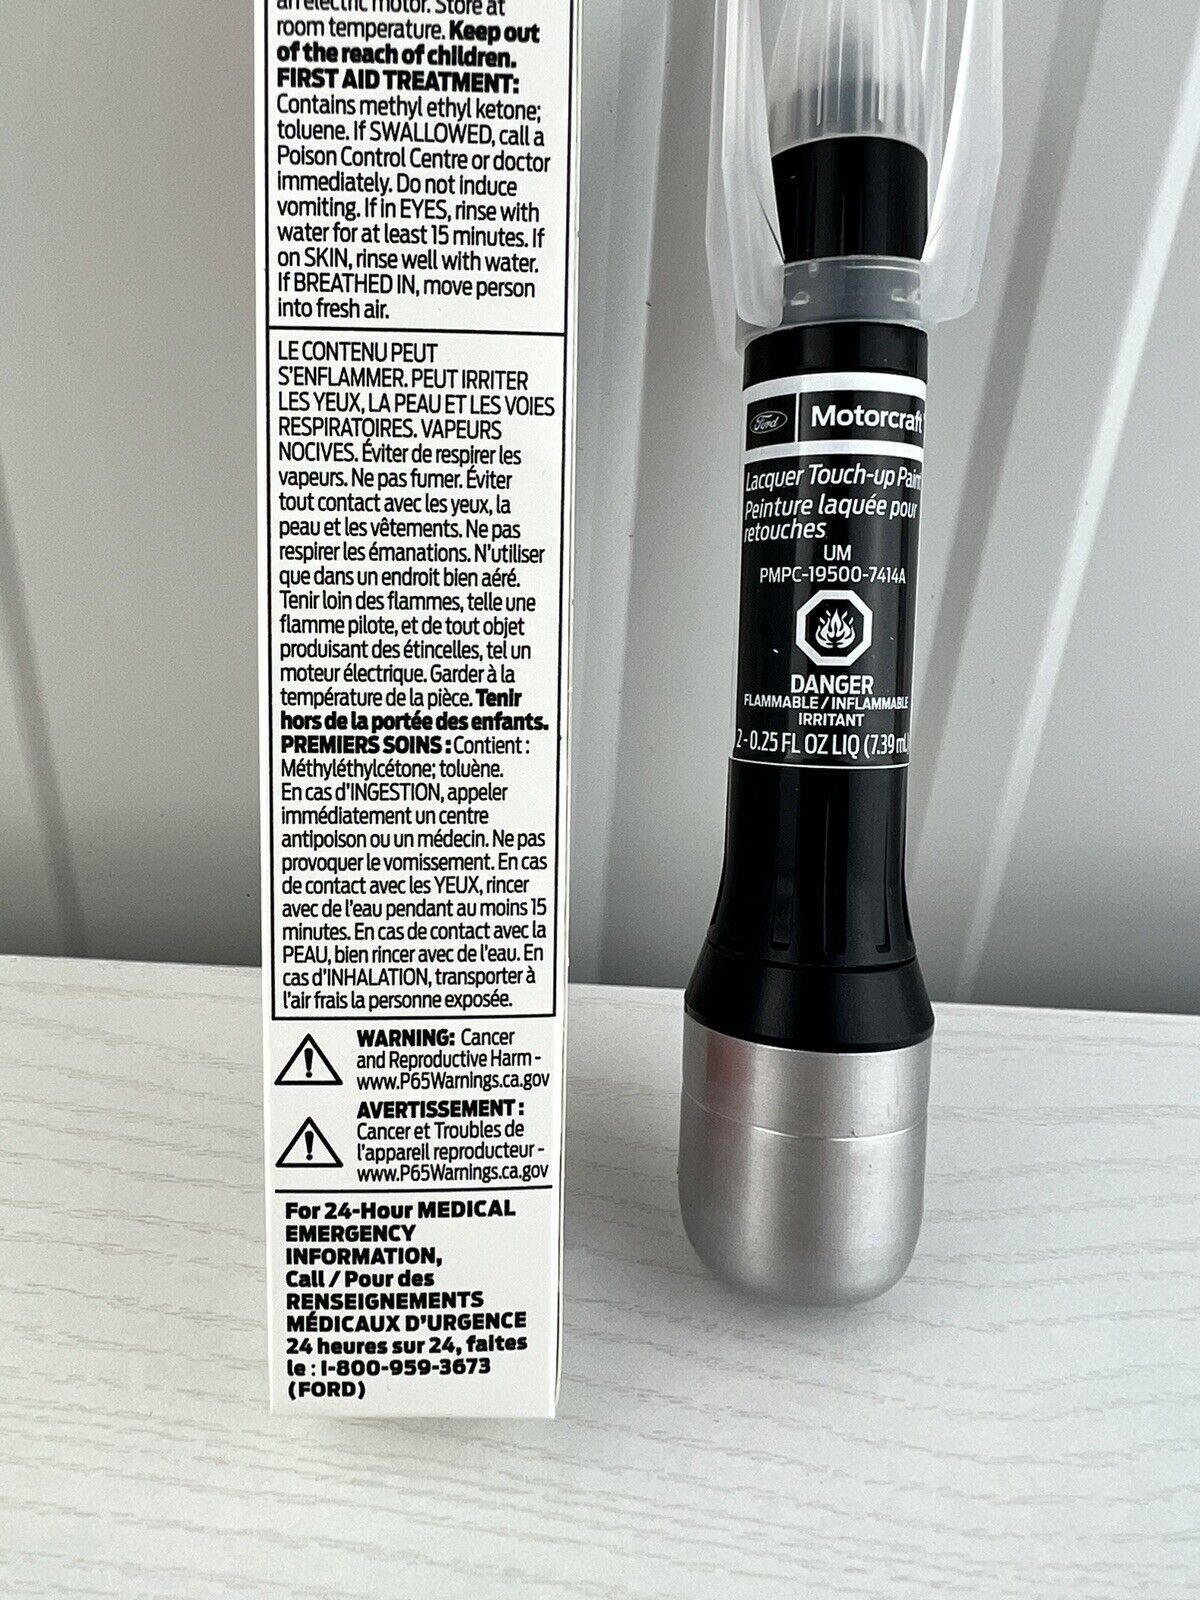 an electric motor. Store at
room temperature. Keep out
of the reach of children.
FIRST AID TREATMENT:
Contains methyl ethyl ketone;
toluene. If SWALLOWED, call a
Poison Control Centre or doctor
immediately. Do not induce
vomiting. If in EYES, rinse with
water for at least 15 minutes. If
on SKIN, rinse well with water.
If BREATHED IN, move person
into fresh air.
LE CONTENU PEUT
S'ENFLAMMER. PEUT IRRITER
LES YEUX, LA PEAU ET LES VOIES
RESPIRATOIRES. VAPEURS
NOCIVES. Éviter de respirer les
vapeurs. Ne pas fumer. Éviter
tout contact avec les yeux, la
peau et les vêtements. Ne pas
respirer les émanations. N'utiliser
que dans un endroit bien aéré.
Tenir loin des flammes, telle une
flamme pilote, et de tout objet
produisant des étincelles, tel un
moteur électrique. Garder à la
température de la pièce. Tenir
hors de la portée des enfants.
PREMIERS SOINS : Contient :
Méthyléthylcétone; toluène.
En cas d'INGESTION, appeler
immédiatement un centre
antipoison ou un médecin. Ne pas
provoquer le vomissement. En cas
de contact avec les YEUX, rincer
avec de l'eau pendant au moins 15
minutes. En cas de contact avec la
PEAU, bien rincer avec de l'eau. En
cas d'INHALATION, transporter à
l'air frais la personne exposée.
WARNING: Cancer
and Reproductive Harm -
www.P65Warnings.ca.gov
AVERTISSEMENT :
Cancer et Troubles de
l'appareil reproducteur -
www.P65Warnings.ca.gov
For 24-Hour MEDICAL
EMERGENCY
INFORMATION,
Call / Pour des
RENSEIGNEMENTS
MÉDICAUX D'URGENCE
24 heures sur 24, faites
le : 1-800-959-3673
(FORD)
Ford Motorcraft
Lacquer Touch-up Paint
Peinture laquée pour
retouches
UM
PMPC-19500-7414A
DANGER
FLAMMABLE / INFLAMMABLE
IRRITANT
2-0.25 FL OZ LIQ (7.39 mL